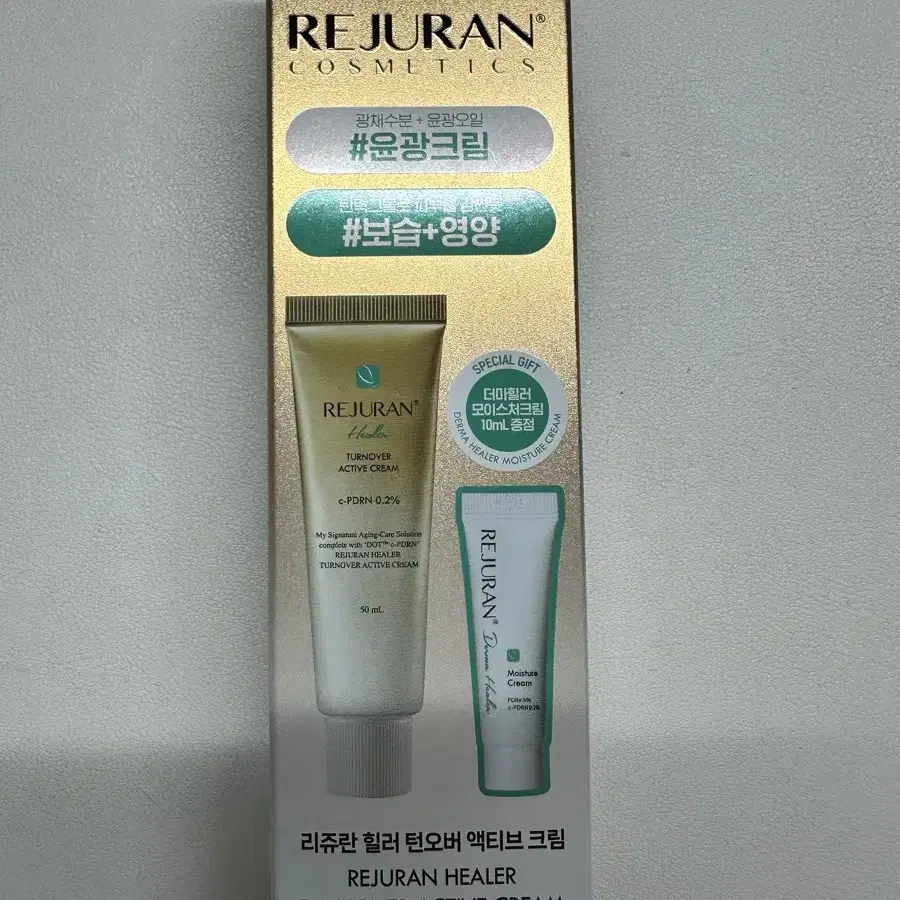 REJURAN®
COSMETICS
광채수분 + 윤광오일
#윤광크림
#보습+영양
REJURAN®
Healer
TURNOVER
ACTIVE CREAM
c-PDRN 0.2%
My Signature Aging-Care Solution
complete with "DOT™ c-PDRN"
REJURAN HEALER
TURNOVER ACTIVE CREAM
50 mL
SPECIAL GIFT
더마힐러
모이스처크림
10mL 증정
DERMA HEALER MOISTURE CREAM
REJURAN®
Derma Healer
Moisture
Cream
c-PDRN
리쥬란 힐러 턴오버 액티브 크림
REJURAN HEALER
ACTIVE CREAM